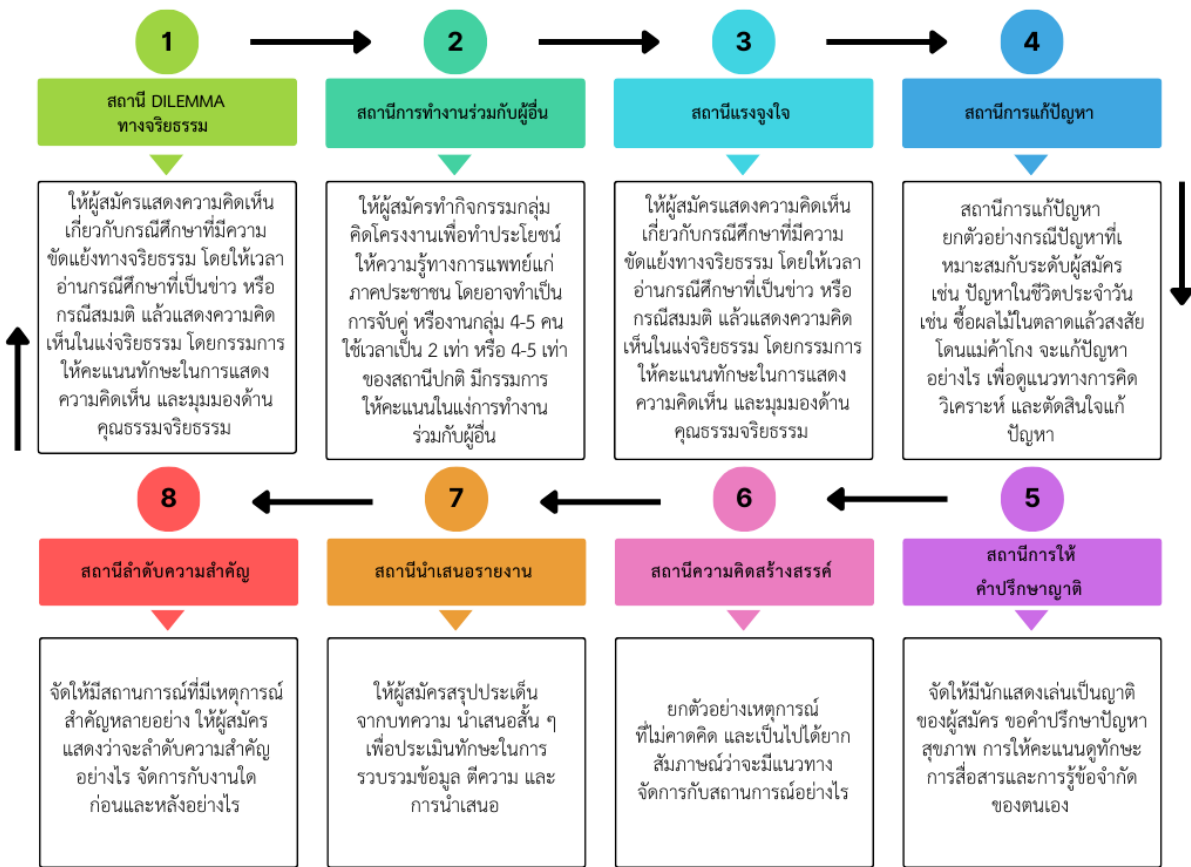 1
สถานี DILEMMA
ทางจริยธรรม
ให้ผู้สมัครแสดงความคิดเห็น
เกี่ยวกับกรณีศึกษาที่มีความ
ขัดแย้งทางจริยธรรม โดยให้เวลา
อ่านกรณีศึกษาที่เป็นข่าว หรือ
กรณีสมมติ แล้วแสดงความคิด
เห็นในแง่จริยธรรม โดยกรรมการ
ให้คะแนนทักษะในการแสดง
ความคิดเห็น และมุมมองด้าน
คุณธรรมจริยธรรม
2
สถานีการทำงานร่วมกับผู้อื่น
ให้ผู้สมัครทำกิจกรรมกลุ่ม
คิดโครงงานเพื่อทำประโยชน์
ให้ความรู้ทางการแพทย์แก่
ภาคประชาชน โดยอาจทำเป็น
การจับคู่ หรืองานกลุ่ม 4-5 คน
ใช้เวลาเป็น 2 เท่า หรือ 4-5 เท่า
ของสถานีปกติ มีกรรมการ
ให้คะแนนในแง่การทำงาน
ร่วมกับผู้อื่น
3
สถานีแรงจูงใจ
ให้ผู้สมัครแสดงความคิดเห็น
เกี่ยวกับกรณีศึกษาที่มีความ
ขัดแย้งทางจริยธรรม โดยให้เวลา
อ่านกรณีศึกษาที่เป็นข่าว หรือ
กรณีสมมติ แล้วแสดงความคิด
เห็นในแง่จริยธรรม โดยกรรมการ
ให้คะแนนทักษะในการแสดง
ความคิดเห็น และมุมมองด้าน
คุณธรรมจริยธรรม
4
สถานีการแก้ปัญหา
สถานีการแก้ปัญหา
ยกตัวอย่างกรณีปัญหาที่เ
หมาะสมกับระดับผู้สมัคร
เช่น ปัญหาในชีวิตประจำวัน
เช่น ซื้อผลไม้ในตลาดแล้วสงสัย
โดนแม่ค้าโกง จะแก้ปัญหา
อย่างไร เพื่อดูแนวทางการคิด
วิเคราะห์ และตัดสินใจแก้
ปัญหา
5
สถานีการให้
คำปรึกษาญาติ
จัดให้มีนักแสดงเล่นเป็นญาติ
ของผู้สมัคร ขอคำปรึกษาปัญหา
สุขภาพ การให้คะแนนดูทักษะ
การสื่อสารและการรู้ข้อจำกัด
ของตนเอง
6
สถานีความคิดสร้างสรรค์
ยกตัวอย่างเหตุการณ์
ที่ไม่คาดคิด และเป็นไปได้ยาก
สัมภาษณ์ว่าจะมีแนวทาง
จัดการกับสถานการณ์อย่างไร
7
สถานีนำเสนอรายงาน
ให้ผู้สมัครสรุปประเด็น
จากบทความ นำเสนอสั้น ๆ
เพื่อประเมินทักษะในการ
รวบรวมข้อมูล ตีความ และ
การนำเสนอ
8
สถานีลำดับความสำคัญ
จัดให้มีสถานการณ์ที่มีเหตุการณ์
สำคัญหลายอย่าง ให้ผู้สมัคร
แสดงว่าจะลำดับความสำคัญ
อย่างไร จัดการกับงานใด
ก่อนและหลังอย่างไร